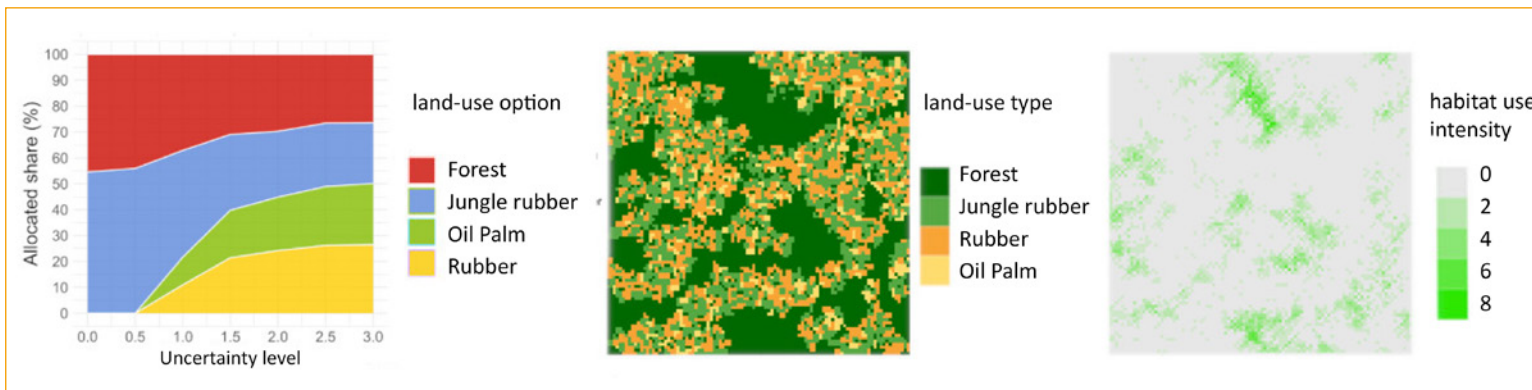 100
90
80
70
60
50
40
30
20
10
0
Allocated share (%)
0.0 0.5 1.0 1.5 2.0 2.5 3.0
Uncertainty level
land-use option
Forest
Jungle rubber
Oil Palm
Rubber
land-use type
Forest
Jungle rubber
Rubber
Oil Palm
habitat use
intensity
0
2
4
6
8